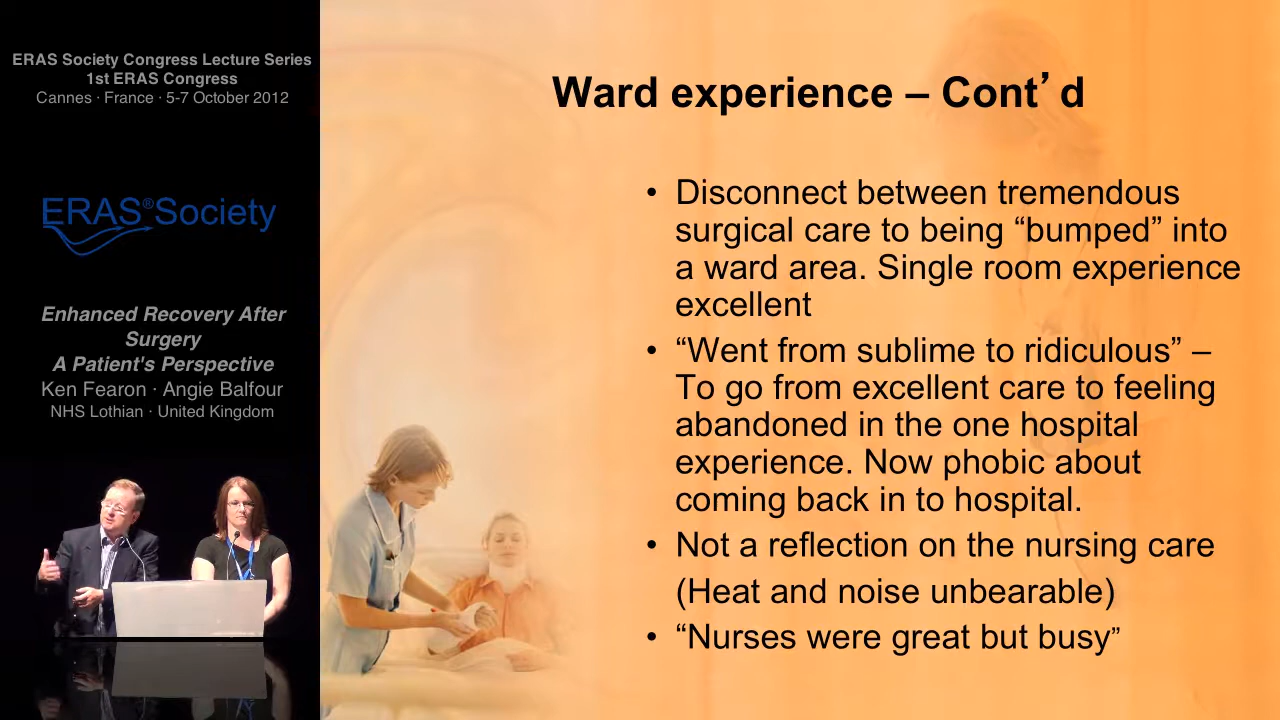 ERAS Society Congress Lecture Series
1st ERAS Congress
Cannes · France · 5-7 October 2012
ERAS®Society
Enhanced Recovery After
Surgery
A Patient's Perspective
Ken Fearon · Angie Balfour
NHS Lothian · United Kingdom
Ward experience – Cont’d
• Disconnect between tremendous
surgical care to being “bumped” into
a ward area. Single room experience
excellent
• “Went from sublime to ridiculous” –
To go from excellent care to feeling
abandoned in the one hospital
experience. Now phobic about
coming back in to hospital.
• Not a reflection on the nursing care
(Heat and noise unbearable)
• “Nurses were great but busy”